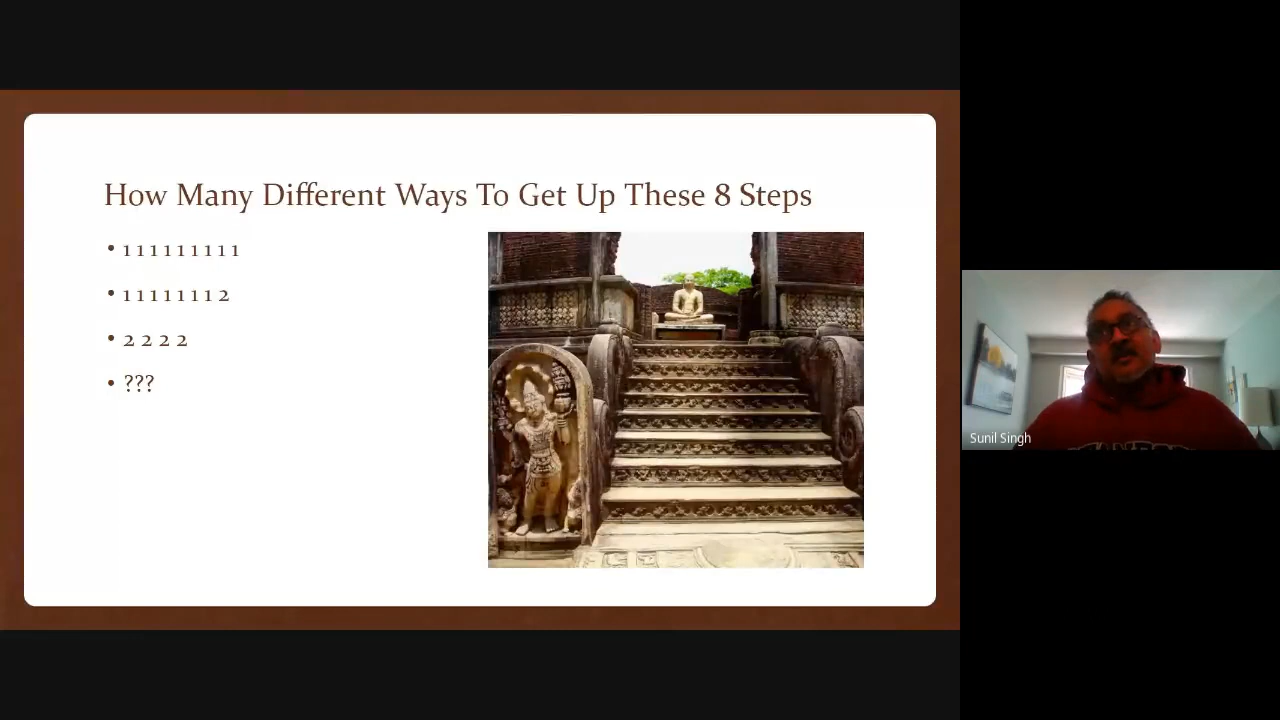 How Many Different Ways To Get Up These 8 Steps
• 1 1 1 1 1 1 1 1 1
• 1 1 1 1 1 1 1 2
• 2 2 2 2
• ???
Sunil Singh